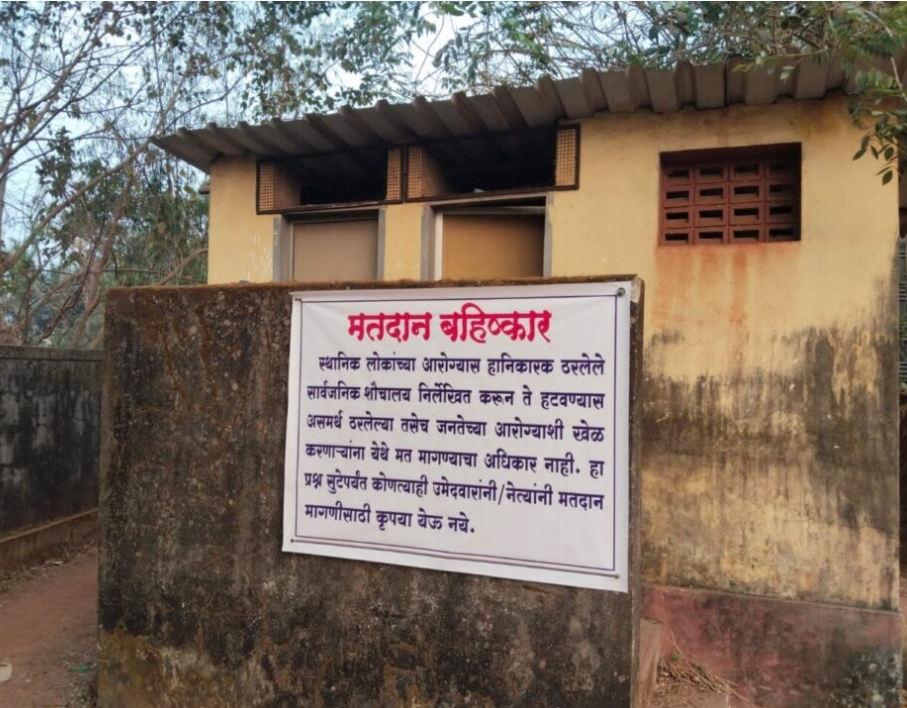 मतदान बहिष्कार
स्थानिक लोकांच्या आरोग्यास हानिकारक ठरलेले
सार्वजनिक शौचालय निर्लेखित करून ते हटवण्यास
असमर्थ ठरलेल्या तसेच जनतेच्या आरोग्याशी खेळ
करणाऱ्यांना येथे मत मागण्याचा अधिकार नाही. हा
प्रश्न सुटेपर्यंत कोणत्याही उमेदवारांनी/नेत्यांनी मतदान
मागणीसाठी कृपया येऊ नये.